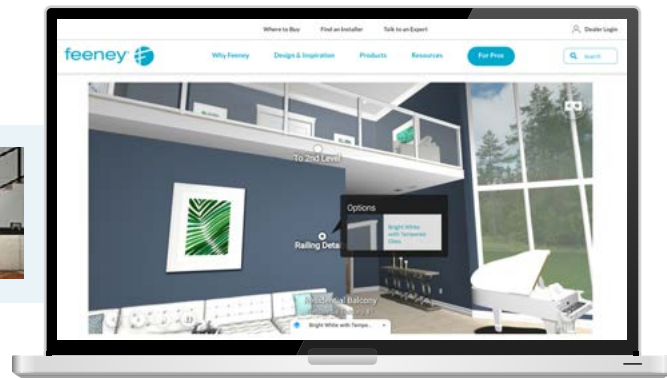 Where to Buy Find an Installer Talk to an Expert Dealer Login
feeney
Why Feeney Design & Inspiration Products Resources For Pros Search
To 2nd Level
Options
Bright White
with Tempered
Glass
Railing Detail
Residential Balcony
Bright White with Tempe...